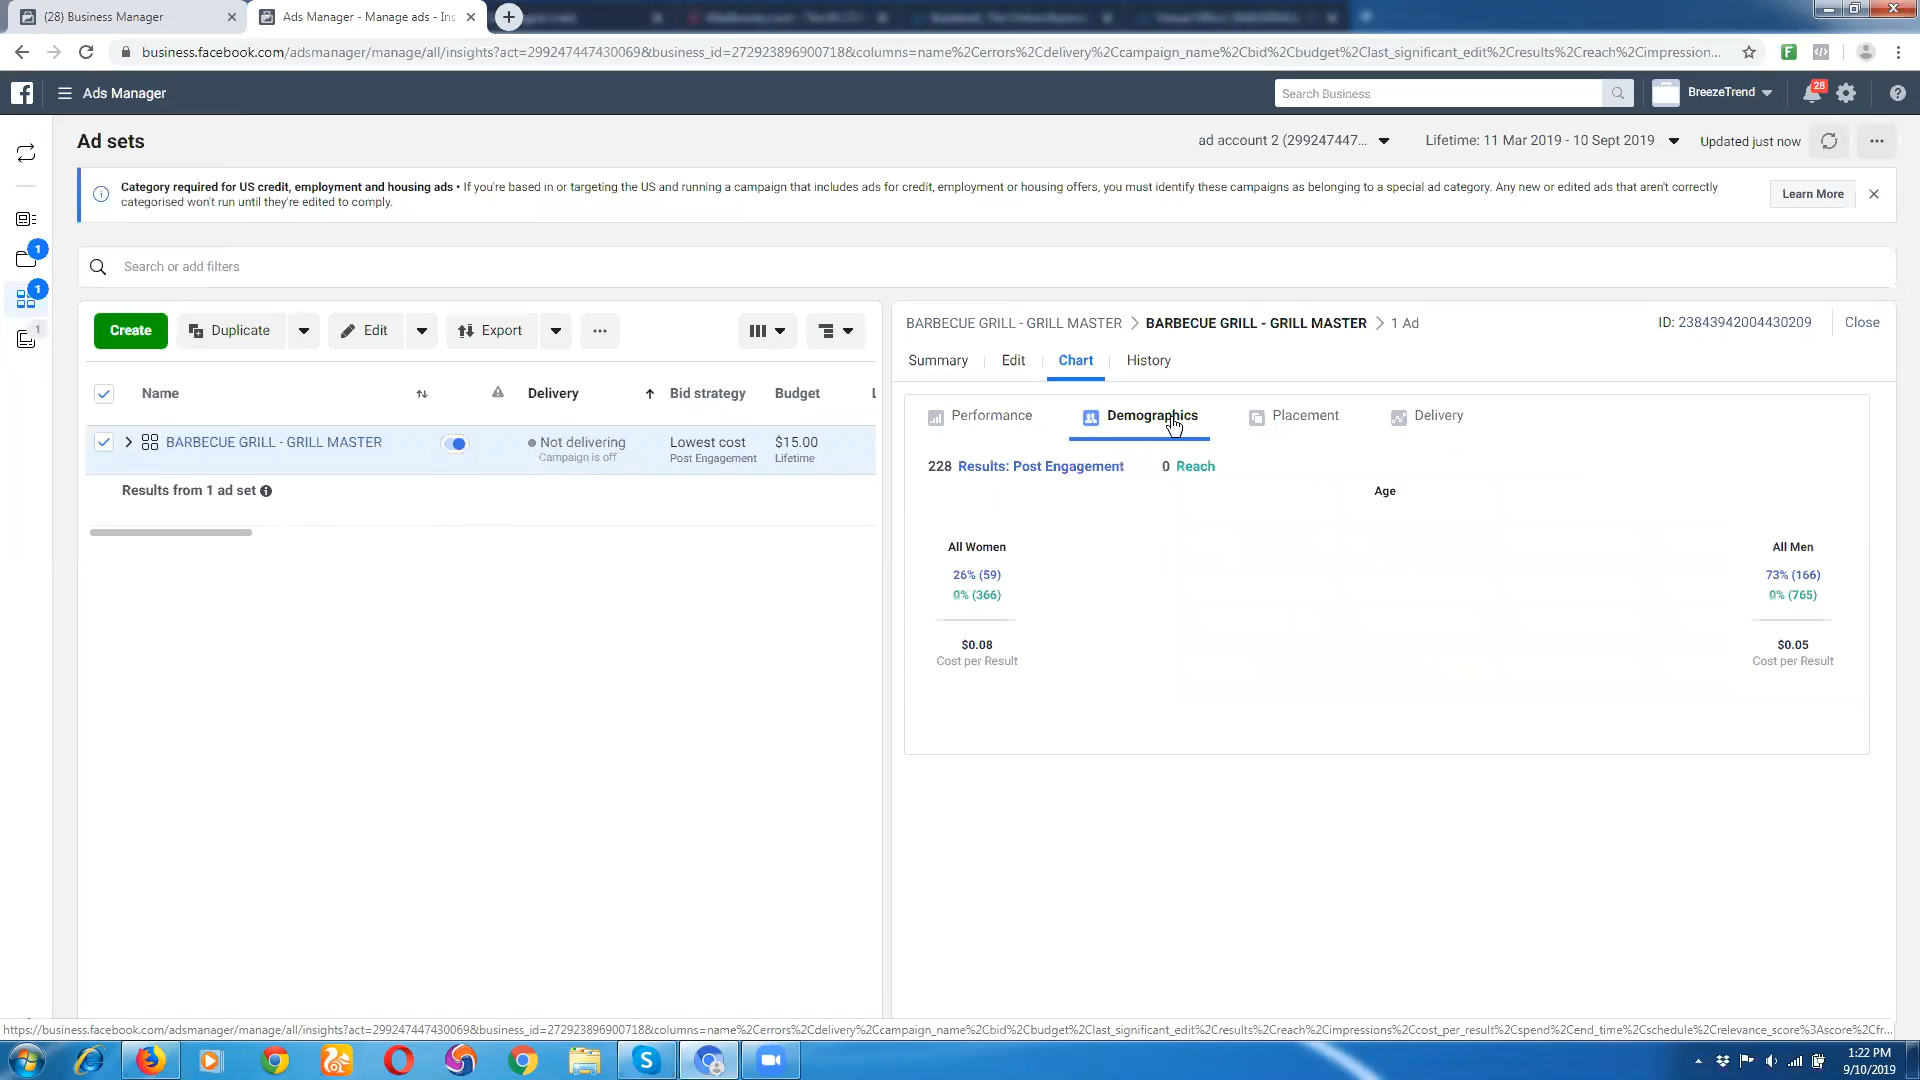 (28) Business Manager
Ads Manager - Manage ads - Ins
business.facebook.com/adsmanager/manage/all/insights?act=299247447430069&business_id=272923896900718&columns=name%2Cerrors%2Cdelivery%2Ccampaign_name%2Cbid%2Cbudget%2Clast_significant_edit%2Cresults%2Creach%2Cimpression...
Ads Manager
Search Business
BreezeTrend
28
Ad sets
ad account 2 (299247447...
Lifetime: 11 Mar 2019 - 10 Sept 2019
Updated just now
Category required for US credit, employment and housing ads • If you're based in or targeting the US and running a campaign that includes ads for credit, employment or housing offers, you must identify these campaigns as belonging to a special ad category. Any new or edited ads that aren't correctly
categorised won't run until they're edited to comply.
Learn More
1
1
1
Search or add filters
Create
Duplicate
Edit
Export
Name
Delivery
Bid strategy
Budget
BARBECUE GRILL - GRILL MASTER
Not delivering
Campaign is off
Lowest cost
Post Engagement
$15.00
Lifetime
Results from 1 ad set
BARBECUE GRILL - GRILL MASTER > BARBECUE GRILL - GRILL MASTER > 1 Ad
ID: 23843942004430209
Close
Summary
Edit
Chart
History
Performance
Demographics
Placement
Delivery
228 Results: Post Engagement
0 Reach
Age
All Women
26% (59)
0% (366)
$0.08
Cost per Result
All Men
73% (166)
0% (765)
$0.05
Cost per Result
https://business.facebook.com/adsmanager/manage/all/insights?act=299247447430069&business_id=272923896900718&columns=name%2Cerrors%2Cdelivery%2Ccampaign_name%2Cbid%2Cbudget%2Clast_significant_edit%2Cresults%2Creach%2Cimpressions%2Ccost_per_result%2Cspend%2Cend_time%2Cschedule%2Crelevance_score%3Ascore%2Cfr...
1:22 PM
9/10/2019